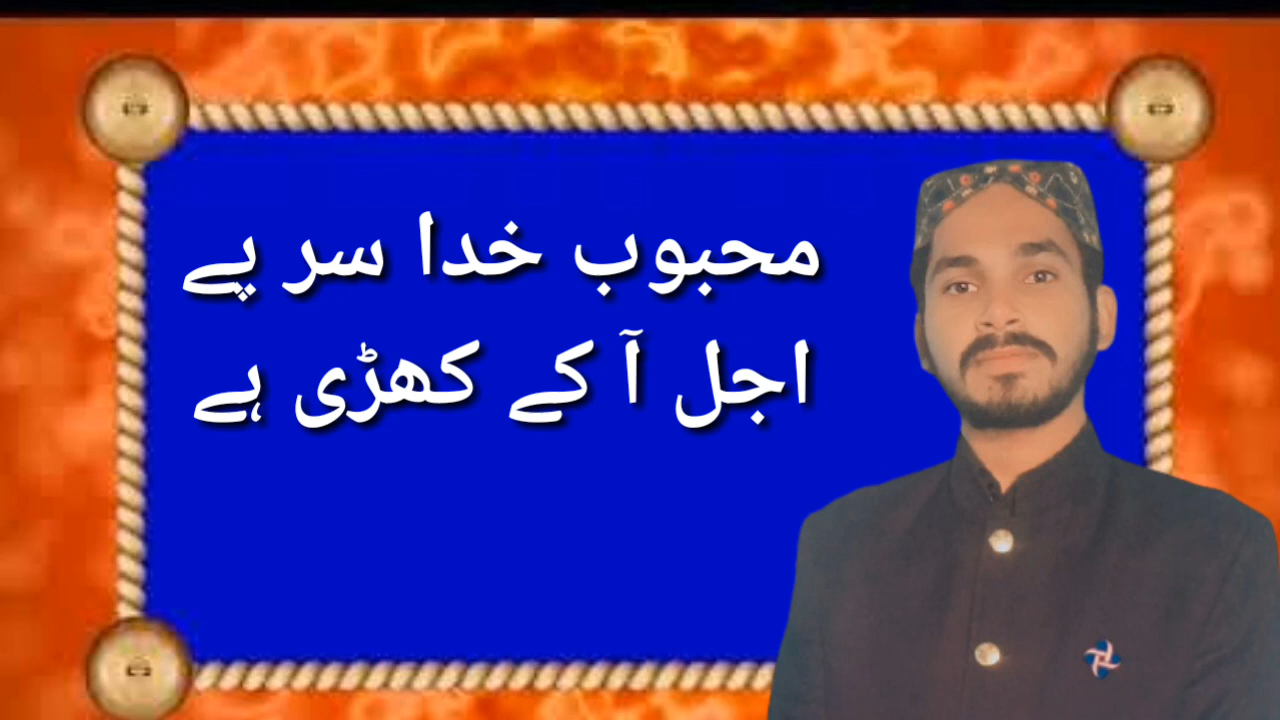 محبوب خدا سر پے
اجل آ کے کھڑی ہے